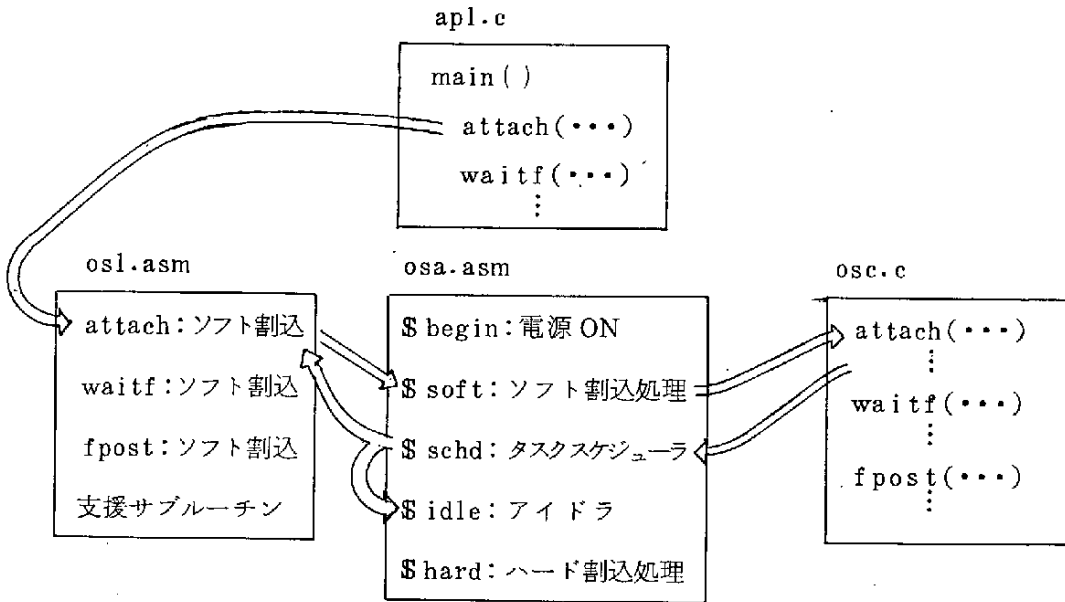 apl.c
main()
attach(･･･)
waitf(･･･)
⋮
osl.asm
attach:ソフト割込
waitf:ソフト割込
fpost:ソフト割込
支援サブルーチン
osa.asm
$ begin:電源 ON
$ soft:ソフト割込処理
$ schd:タスクスケジューラ
$ idle:アイドラ
$ hard:ハード割込処理
osc.c
attach(･･･)
⋮
waitf(･･･)
⋮
fpost(･･･)
⋮